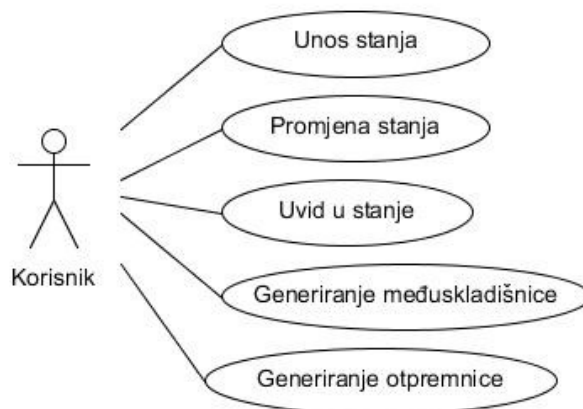 Unos stanja
Promjena stanja
Uvid u stanje
Korisnik
Generiranje međuskladišnice
Generiranje otpremnice